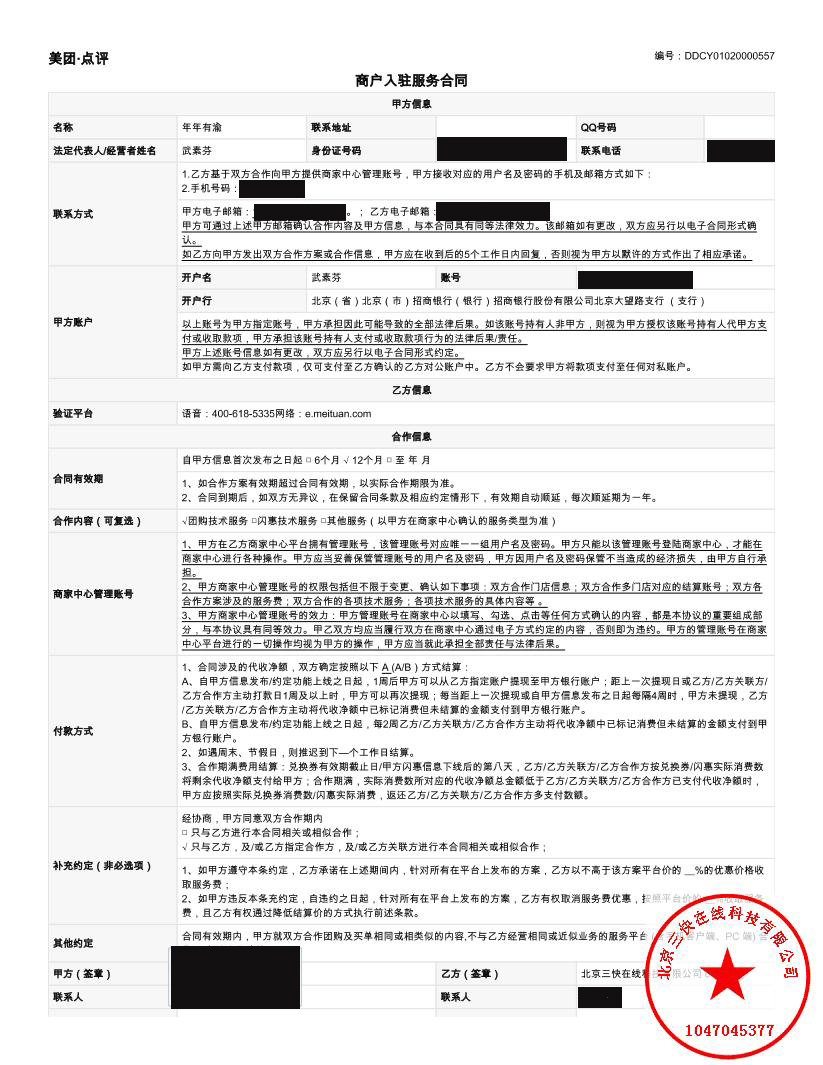 美团·点评
编号：DDCY01020000557
商户入驻服务合同
甲方信息
名称 年年有渝 联系地址 QQ号码
法定代表人/经营者姓名 武素芬 身份证号码 联系电话
联系方式
1.乙方基于双方合作向甲方提供商家中心管理账号，甲方接收对应的用户名及密码的手机及邮箱方式如下：
2.手机号码：
甲方电子邮箱： 。； 乙方电子邮箱：
甲方可通过上述甲方邮箱确认合作内容及甲方信息，与本合同具有同等法律效力。该邮箱如有更改，双方应另行以电子合同形式确
认。
如乙方向甲方发出双方合作方案或合作信息，甲方应在收到后的5个工作日内回复，否则视为甲方以默许的方式作出了相应承诺。
甲方账户
开户名 武素芬 账号
开户行 北京（省）北京（市）招商银行（银行）招商银行股份有限公司北京大望路支行 （支行）
以上账号为甲方指定账号，甲方承担因此可能导致的全部法律后果。如该账号持有人非甲方，则视为甲方授权该账号持有人代甲方支
付或收取款项，甲方承担该账号持有人支付或收取款项行为的法律后果/责任。
甲方上述账号信息如有更改，双方应另行以电子合同形式约定。
如甲方需向乙方支付款项，仅可支付至乙方确认的乙方对公账户中。乙方不会要求甲方将款项支付至任何对私账户。
乙方信息
验证平台 语音：400-618-5335网络：e.meituan.com
合作信息
合同有效期
自甲方信息首次发布之日起 □ 6个月 √ 12个月 □ 至 年 月
1、如合作方案有效期超过合同有效期，以实际合作期限为准。
2、合同到期后，如双方无异议，在保留合同条款及相应约定情形下，有效期自动顺延，每次顺延期为一年。
合作内容（可复选） √团购技术服务 □闪惠技术服务 □其他服务（以甲方在商家中心确认的服务类型为准）
商家中心管理账号
1、甲方在乙方商家中心平台拥有管理账号，该管理账号对应唯一一组用户名及密码。甲方只能以该管理账号登陆商家中心，才能在
商家中心进行各种操作。甲方应当妥善保管管理账号的用户名及密码，甲方因用户名及密码保管不当造成的经济损失，由甲方自行承
担。
2、甲方商家中心管理账号的权限包括但不限于变更、确认如下事项：双方合作门店信息；双方合作多门店对应的结算账号；双方各
合作方案涉及的服务费；双方合作的各项技术服务；各项技术服务的具体内容等 。
3、甲方商家中心管理账号的效力：甲方管理账号在商家中心以填写、勾选、点击等任何方式确认的内容，都是本协议的重要组成部
分，与本协议具有同等效力。甲乙双方均应当履行双方在商家中心通过电子方式约定的内容，否则即为违约。甲方的管理账号在商家
中心平台进行的一切操作均视为甲方的操作，甲方应当就此承担全部责任与法律后果。
付款方式
1、合同涉及的代收净额，双方确定按照以下 A (A/B ) 方式结算：
A、自甲方信息发布/约定功能上线之日起，1周后甲方可以从乙方指定账户提现至甲方银行账户；距上一次提现日或乙方/乙方关联方/
乙方合作方主动打款日1周及以上时，甲方可以再次提现；每当距上一次提现或自甲方信息发布之日起每隔4周时，甲方未提现，乙方
/乙方关联方/乙方合作方主动将代收净额中已标记消费但未结算的金额支付到甲方银行账户。
B、自甲方信息发布/约定功能上线之日起，每2周乙方/乙方关联方/乙方合作方主动将代收净额中已标记消费但未结算的金额支付到甲
方银行账户。
2、如遇周末、节假日，则推迟到下一个工作日结算。
3、合作期满费用结算：兑换券有效期截止日/甲方闪惠信息下线后的第八天，乙方/乙方关联方/乙方合作方按兑换券/闪惠实际消费数
将剩余代收净额支付给甲方；合作期满，实际消费数所对应的代收净额总金额低于乙方/乙方关联方/乙方合作方已支付代收净额时，
甲方应按照实际兑换券消费数/闪惠实际消费，返还乙方/乙方关联方/乙方合作方多支付数额。
补充约定（非必选项）
经协商，甲方同意双方合作期内
□ 只与乙方进行本合同相关或相似合作；
√ 只与乙方，及/或乙方指定合作方，及/或乙方关联方进行本合同相关或相似合作；
1、如甲方遵守本条约定，乙方承诺在上述期间内，针对所有在平台上发布的方案，乙方以不高于该方案平台价的 __%的优惠价格收
取服务费；
2、如甲方违反本条充约定，自违约之日起，针对所有在平台上发布的方案，乙方有权取消服务费优惠，按照平台价的
费，且乙方有权通过降低结算价的方式执行前述条款。
其他约定 合同有效期内，甲方就双方合作团购及买单相同或相类似的内容,不与乙方经营相同或近似业务的服务平台
甲方（签章） 乙方（签章） 北京三快在线科技有限公司
联系人 联系人
北京三快在线科技有限公司
1047045377